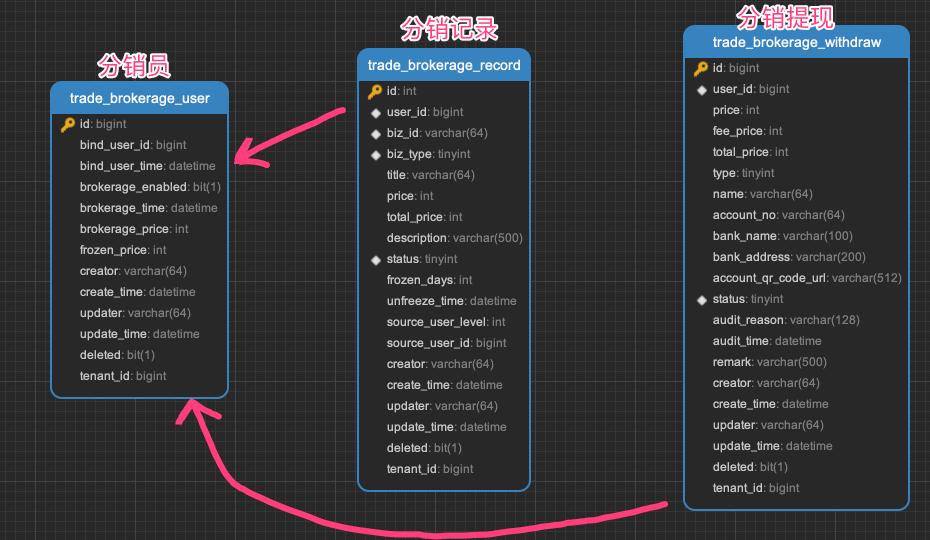 分销员
trade_brokerage_user
id: bigint
bind_user_id: bigint
bind_user_time: datetime
brokerage_enabled: bit(1)
brokerage_time: datetime
brokerage_price: int
frozen_price: int
creator: varchar(64)
create_time: datetime
updater: varchar(64)
update_time: datetime
deleted: bit(1)
tenant_id: bigint
分销记录
trade_brokerage_record
id: int
user_id: bigint
biz_id: varchar(64)
biz_type: tinyint
title: varchar(64)
price: int
total_price: int
description: varchar(500)
status: tinyint
frozen_days: int
unfreeze_time: datetime
source_user_level: int
source_user_id: bigint
creator: varchar(64)
create_time: datetime
updater: varchar(64)
update_time: datetime
deleted: bit(1)
tenant_id: bigint
分销提现
trade_brokerage_withdraw
id: bigint
user_id: bigint
price: int
fee_price: int
total_price: int
type: tinyint
name: varchar(64)
account_no: varchar(64)
bank_name: varchar(100)
bank_address: varchar(200)
account_qr_code_url: varchar(512)
status: tinyint
audit_reason: varchar(128)
audit_time: datetime
remark: varchar(500)
creator: varchar(64)
create_time: datetime
updater: varchar(64)
update_time: datetime
deleted: bit(1)
tenant_id: bigint